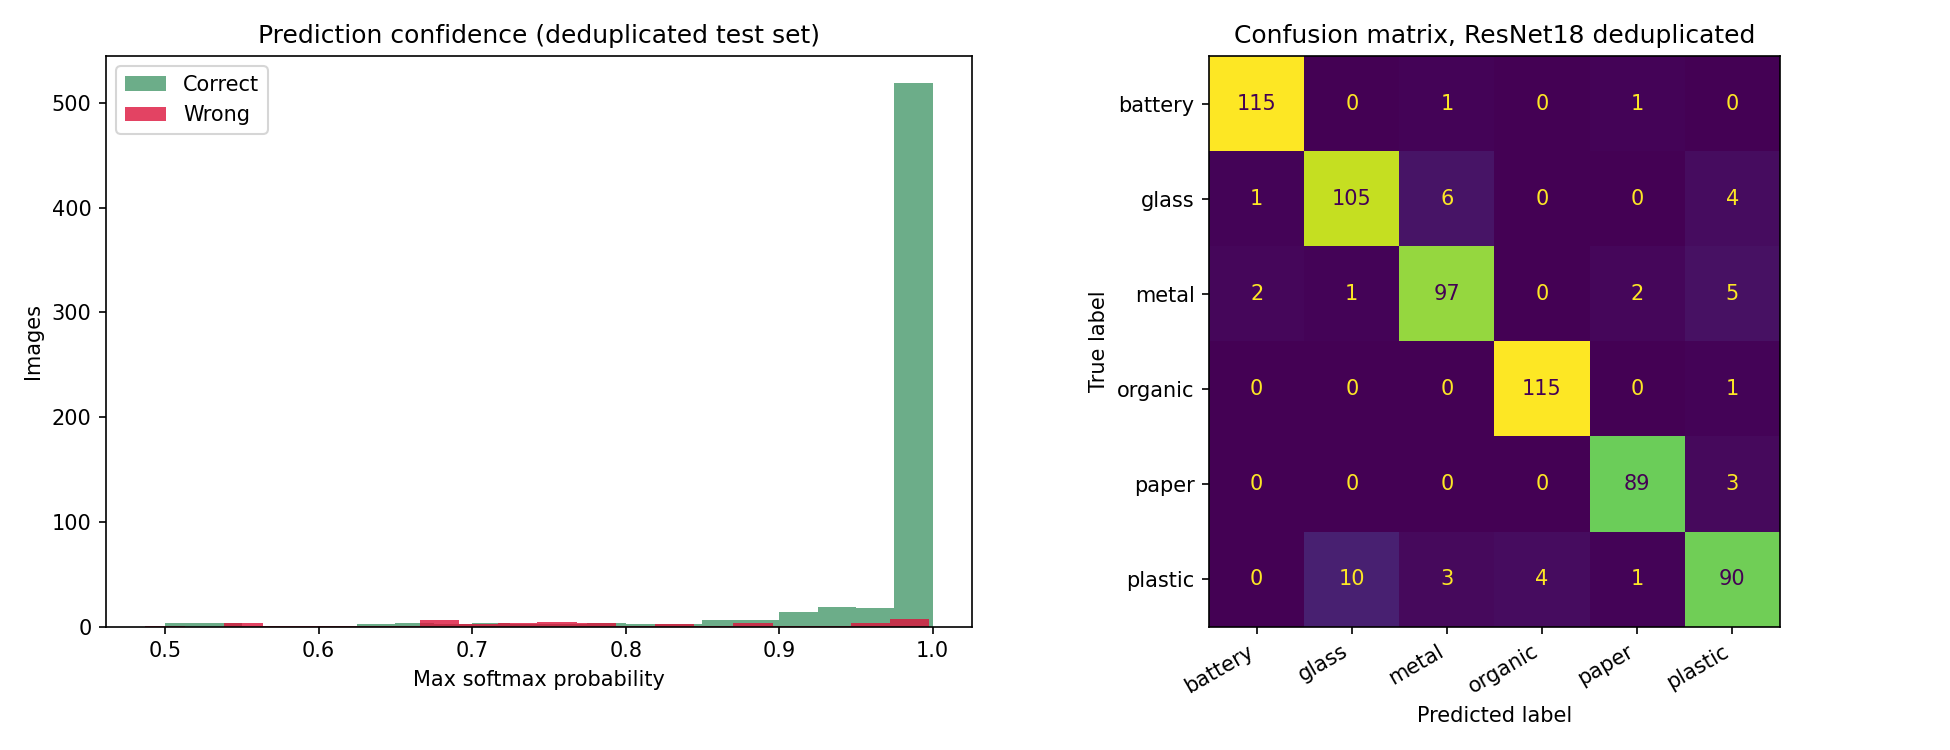 Prediction confidence (deduplicated test set)
Correct
Wrong
500
400
300
200
100
0
Images
0.5 0.6 0.7 0.8 0.9 1.0
Max softmax probability
Confusion matrix, ResNet18 deduplicated
True label
battery 115 0 1 0 1 0
glass 1 105 6 0 0 4
metal 2 1 97 0 2 5
organic 0 0 0 115 0 1
paper 0 0 0 0 89 3
plastic 0 10 3 4 1 90
battery glass metal organic paper plastic
Predicted label